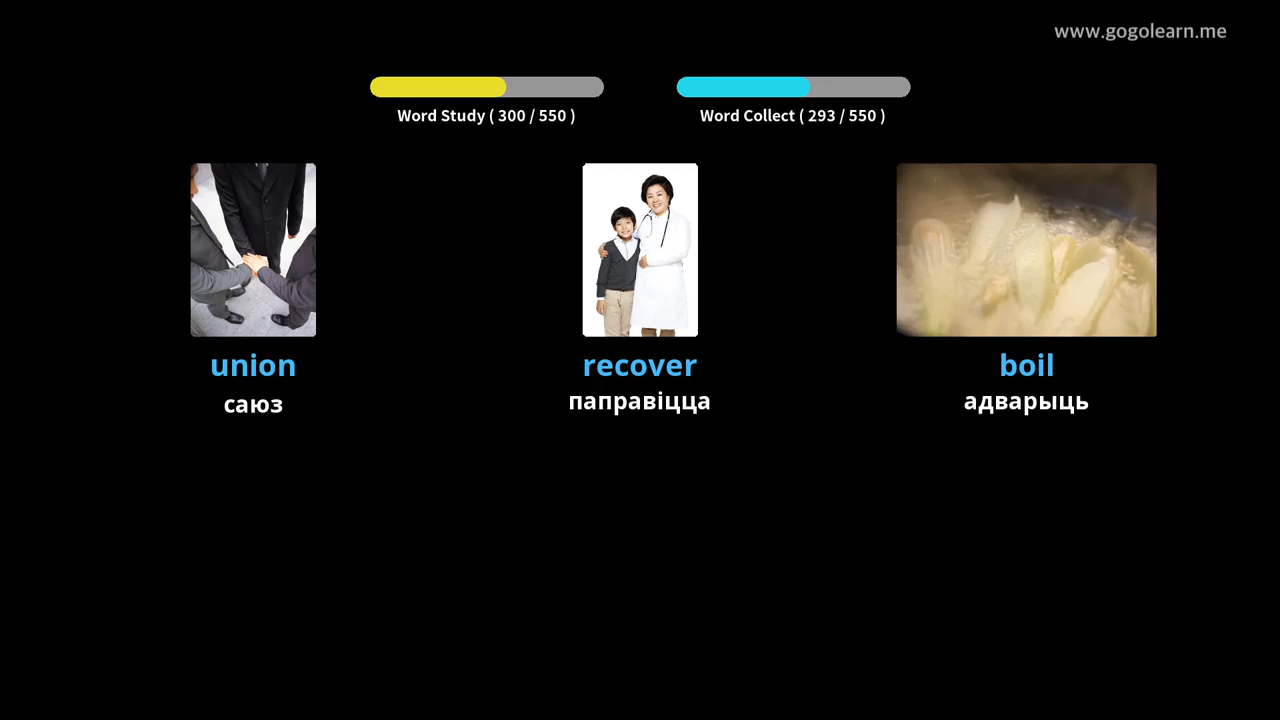 www.gogolearn.me
Word Study ( 300 / 550 )
Word Collect ( 293 / 550 )
union
саюз
recover
паправіцца
boil
адварыць